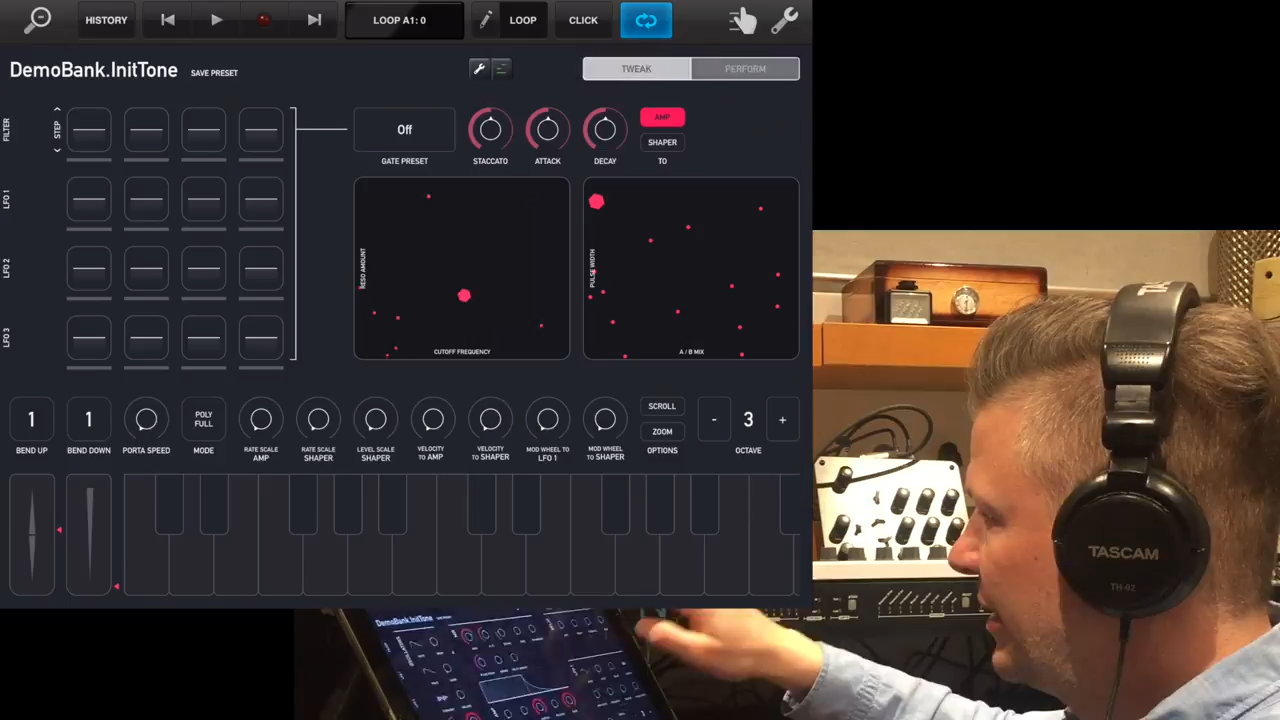 HISTORY
LOOP A1: 0
LOOP
CLICK
DemoBank.InitTone
SAVE PRESET
TWEAK
PERFORM
FILTER
STEP
Off
GATE PRESET
STACCATO
ATTACK
DECAY
AMP
SHAPER
TO
LFO 1
LFO 2
LFO 3
RESO AMOUNT
CUTOFF FREQUENCY
PULSE WIDTH
A / B MIX
1
BEND UP
1
BEND DOWN
PORTA SPEED
POLY
FULL
MODE
RATE SCALE
AMP
RATE SCALE
SHAPER
LEVEL SCALE
SHAPER
VELOCITY
TO AMP
VELOCITY
TO SHAPER
MOD WHEEL TO
LFO 1
MOD WHEEL
TO SHAPER
SCROLL
ZOOM
OPTIONS
-
3
+
OCTAVE
TASCAM
TH-02
DemoBank.InitTone